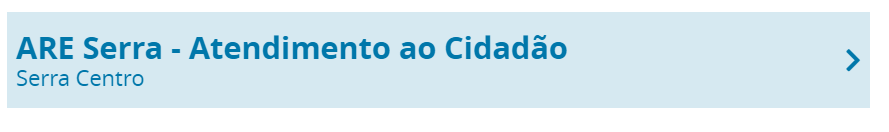 ARE Serra - Atendimento ao Cidadão
Serra Centro